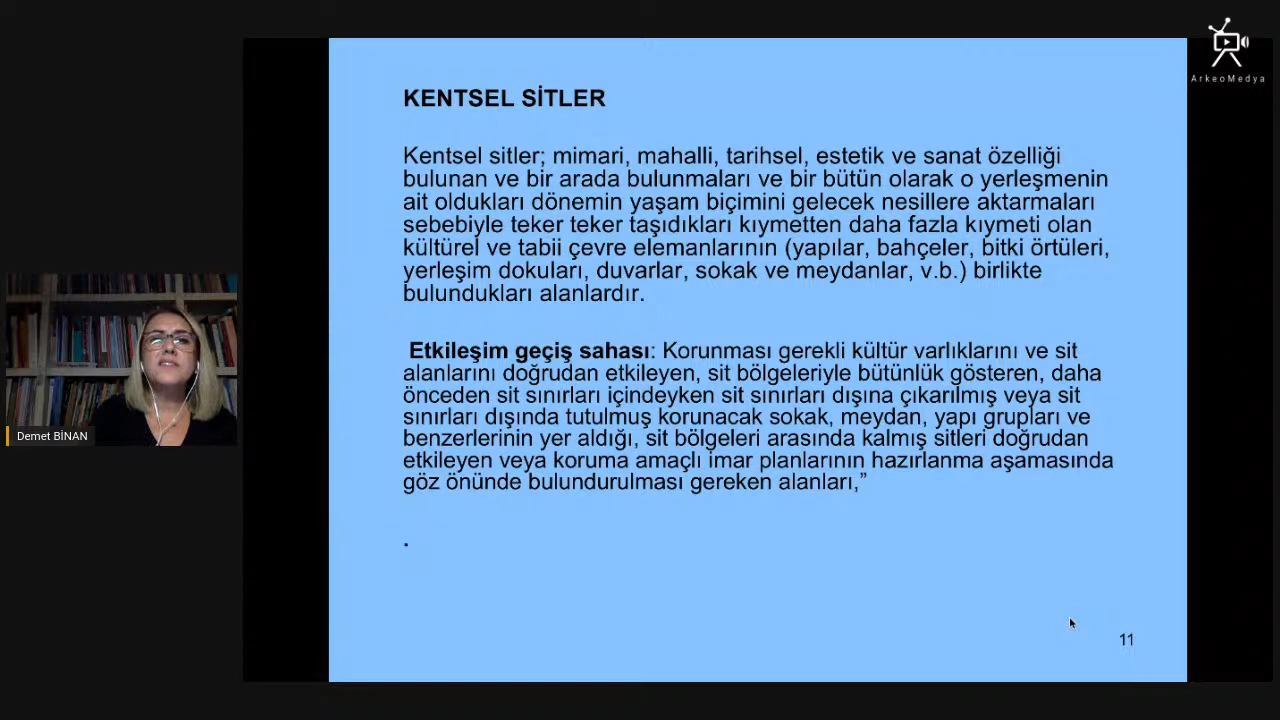 ArkeoMedya
KENTSEL SİTLER
Kentsel sitler; mimari, mahalli, tarihsel, estetik ve sanat özelliği
bulunan ve bir arada bulunmaları ve bir bütün olarak o yerleşmenin
ait oldukları dönemin yaşam biçimini gelecek nesillere aktarmaları
sebebiyle teker teker taşıdıkları kıymetten daha fazla kıymeti olan
kültürel ve tabii çevre elemanlarının (yapılar, bahçeler, bitki örtüleri,
yerleşim dokuları, duvarlar, sokak ve meydanlar, v.b.) birlikte
bulundukları alanlardır.
Etkileşim geçiş sahası: Korunması gerekli kültür varlıklarını ve sit
alanlarını doğrudan etkileyen, sit bölgeleriyle bütünlük gösteren, daha
önceden sit sınırları içindeyken sit sınırları dışına çıkarılmış veya sit
sınırları dışında tutulmuş korunacak sokak, meydan, yapı grupları ve
benzerlerinin yer aldığı, sit bölgeleri arasında kalmış sitleri doğrudan
etkileyen veya koruma amaçlı imar planlarının hazırlanma aşamasında
göz önünde bulundurulması gereken alanları,”
.
11
Demet BİNAN